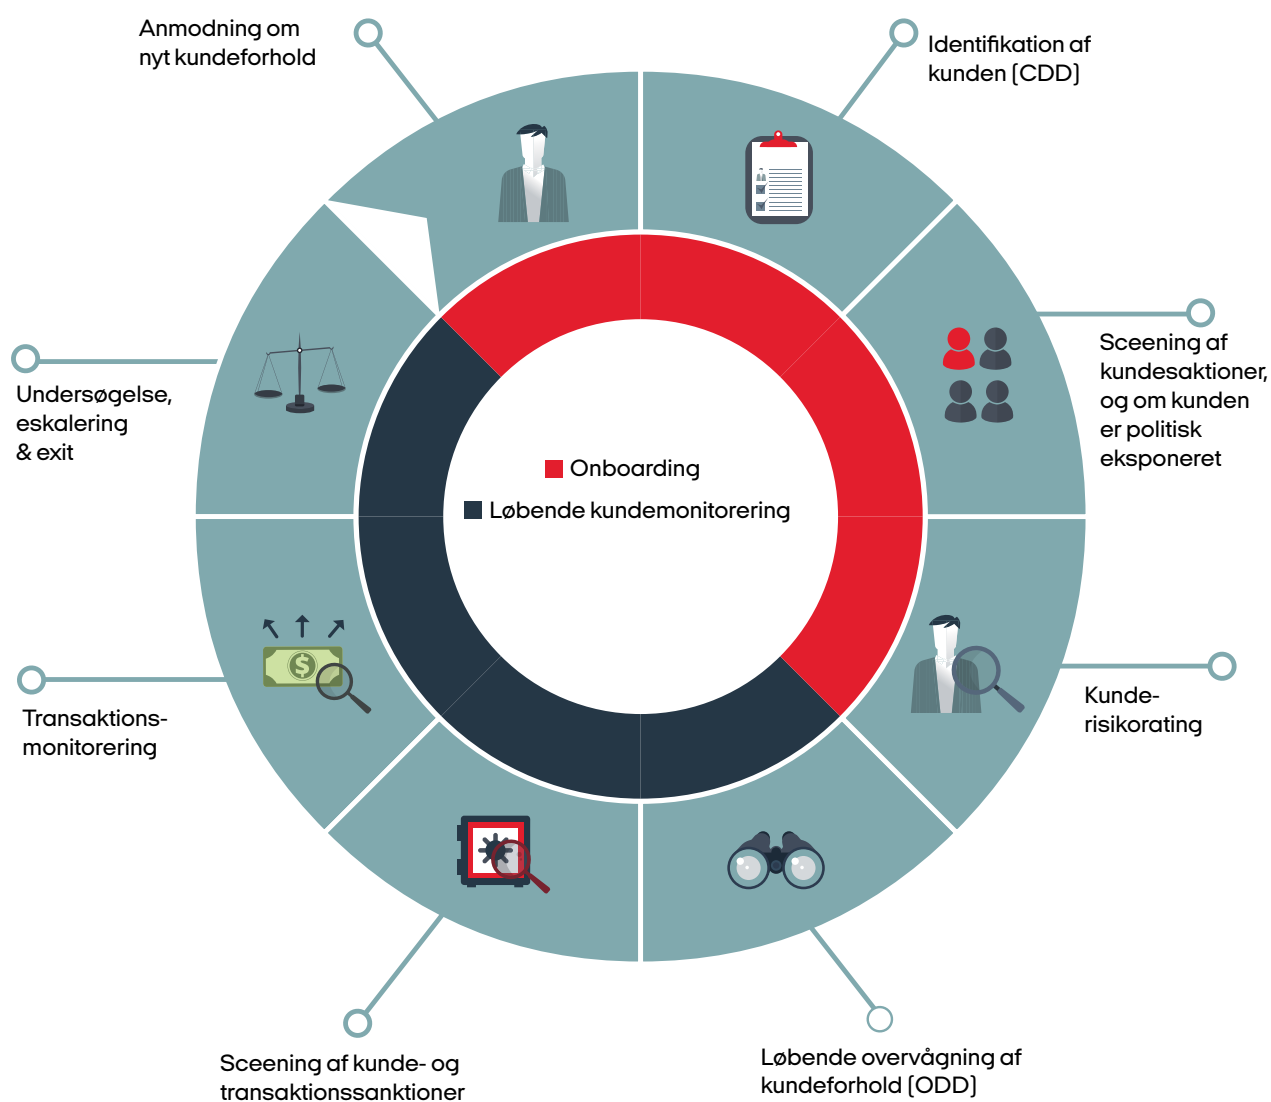 Anmodning om
nyt kundeforhold
Identifikation af
kunden (CDD)
Sceening af
kundesaktioner,
og om kunden
er politisk
eksponeret
Undersøgelse,
eskalering
& exit
Onboarding
Løbende kundemonitorering
Kunde-
risikorating
Transaktions-
monitorering
Løbende overvågning af
kundeforhold (ODD)
Sceening af kunde- og
transaktionssanktioner